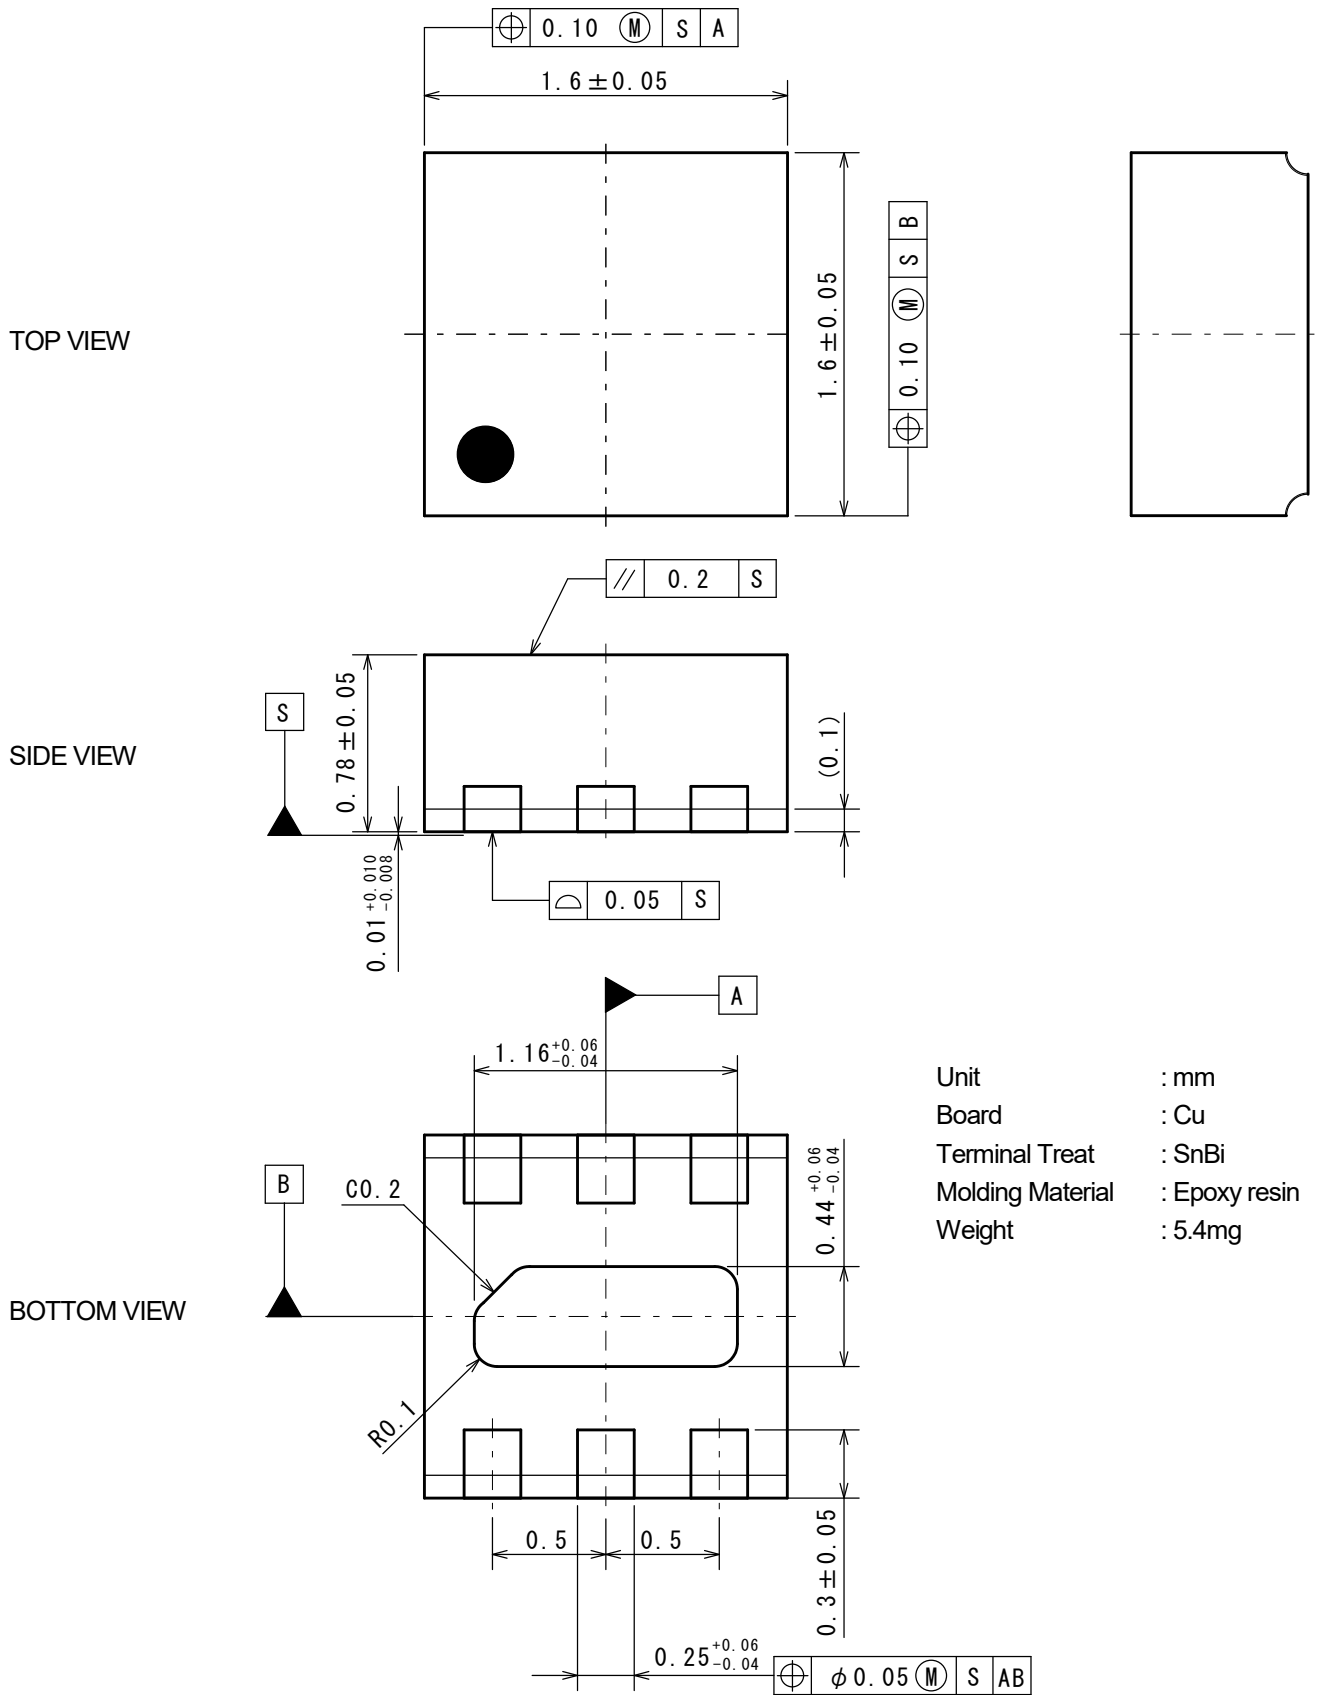 ⌖ 0.10 Ⓜ S A
1.6±0.05
TOP VIEW
1.6±0.05
⌖ 0.10 Ⓜ S B
// 0.2 S
S
0.78±0.05
(0.1)
SIDE VIEW
0.01 +0.010 -0.008
⌓ 0.05 S
A
1.16 +0.06 -0.04
B
C0.2
0.44 +0.06 -0.04
BOTTOM VIEW
R0.1
0.5 0.5
0.3±0.05
0.25 +0.06 -0.04
⌖ φ0.05 Ⓜ S AB
Unit : mm
Board : Cu
Terminal Treat : SnBi
Molding Material : Epoxy resin
Weight : 5.4mg